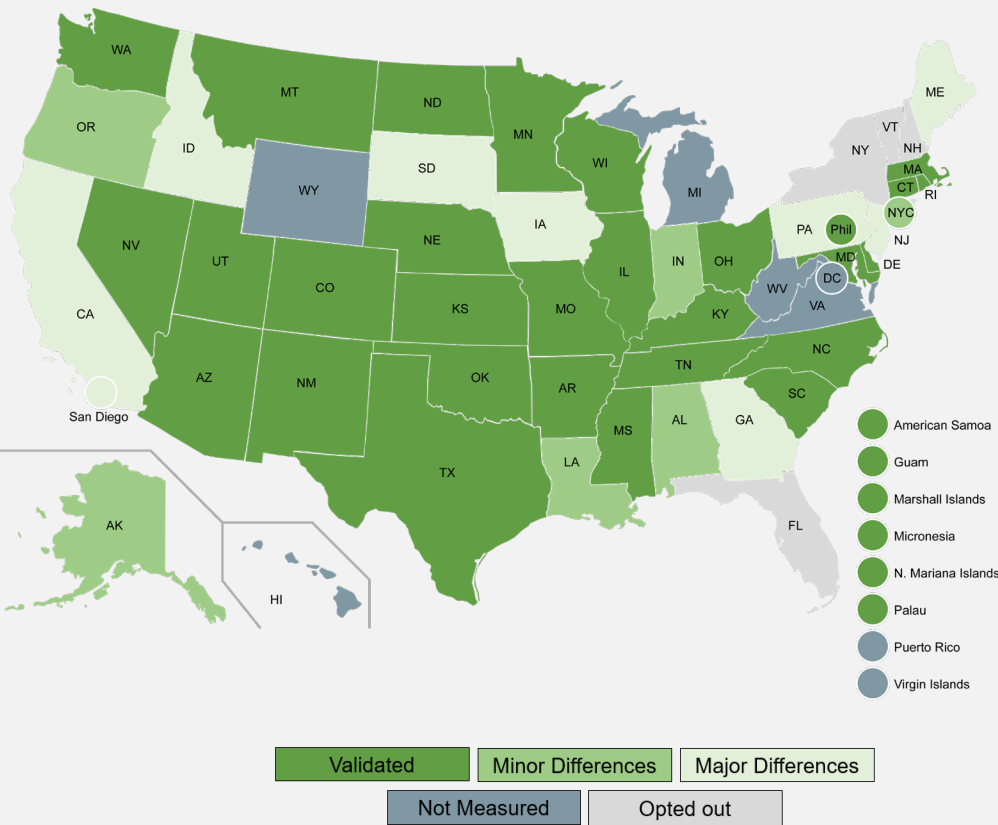 WA
MT
ND
MN
ME
OR
ID
SD
WI
VT
NH
NY
MA
WY
MI
CT
RI
NYC
NV
NE
IA
PA
Phil
NJ
UT
CO
IL
IN
OH
MD
DE
DC
WV
VA
CA
KS
MO
KY
NC
AZ
NM
OK
AR
TN
SC
San Diego
MS
AL
GA
American Samoa
LA
Guam
TX
Marshall Islands
AK
FL
Micronesia
N. Mariana Islands
HI
Palau
Puerto Rico
Virgin Islands
Validated
Minor Differences
Major Differences
Not Measured
Opted out